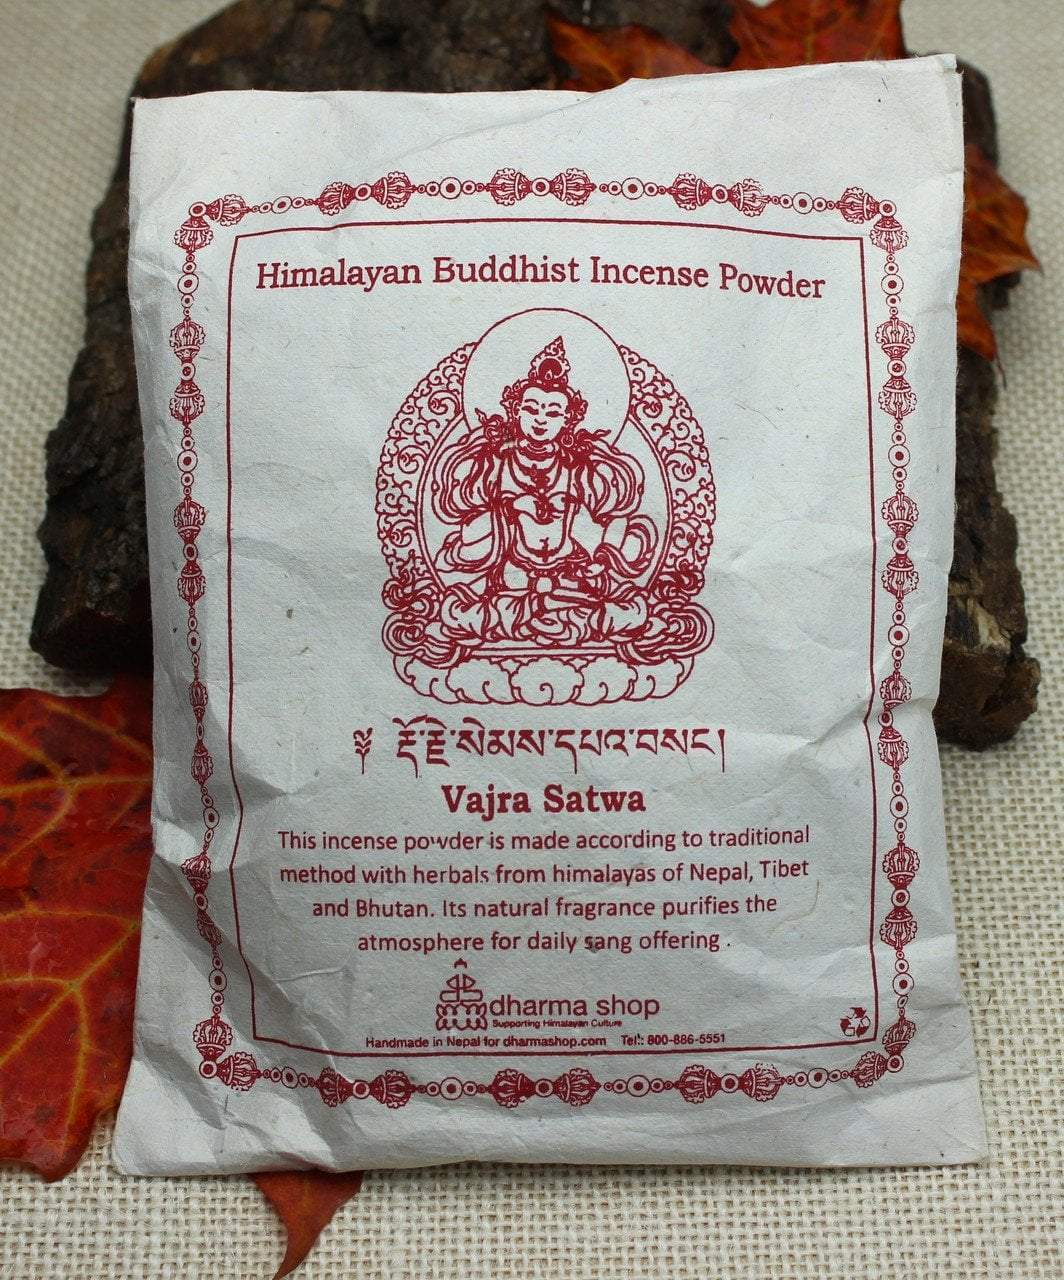 Himalayan Buddhist Incense Powder
༈ རྡོ་རྗེ་སེམས་དཔའ་བསང།
Vajra Satwa
This incense powder is made according to traditional
method with herbals from himalayas of Nepal, Tibet
and Bhutan. Its natural fragrance purifies the
atmosphere for daily sang offering .
dharma shop
Supporting Himalayan Culture
Handmade in Nepal for dharmashop.com Tel': 800-886-5551